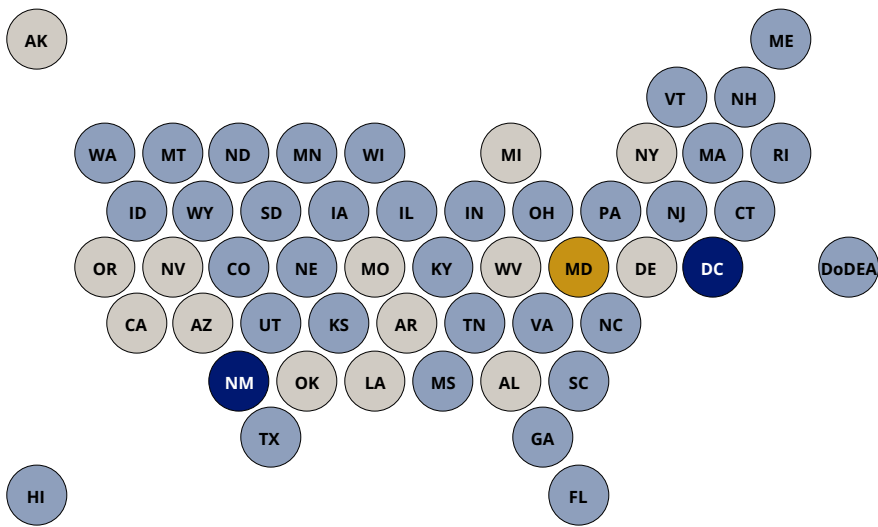 AK ME
VT NH
WA MT ND MN WI MI NY MA RI
ID WY SD IA IL IN OH PA NJ CT
OR NV CO NE MO KY WV MD DE DC DoDEA
CA AZ UT KS AR TN VA NC
NM OK LA MS AL SC
TX GA
HI FL